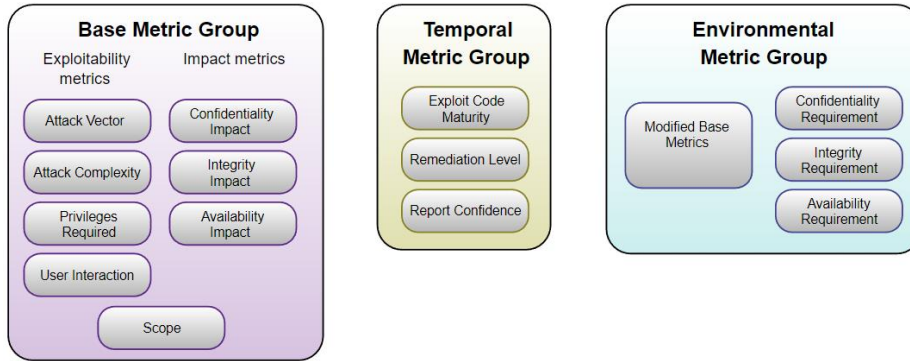 Base Metric Group
Exploitability
metrics
Impact metrics
Attack Vector
Attack Complexity
Privileges
Required
User Interaction
Confidentiality
Impact
Integrity
Impact
Availability
Impact
Scope
Temporal
Metric Group
Exploit Code
Maturity
Remediation Level
Report Confidence
Environmental
Metric Group
Modified Base
Metrics
Confidentiality
Requirement
Integrity
Requirement
Availability
Requirement